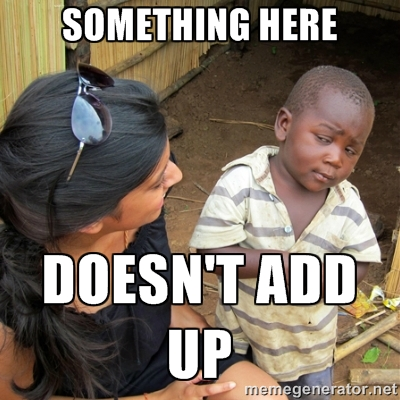 SOMETHING HERE
DOESN'T ADD
UP
memegenerator.net